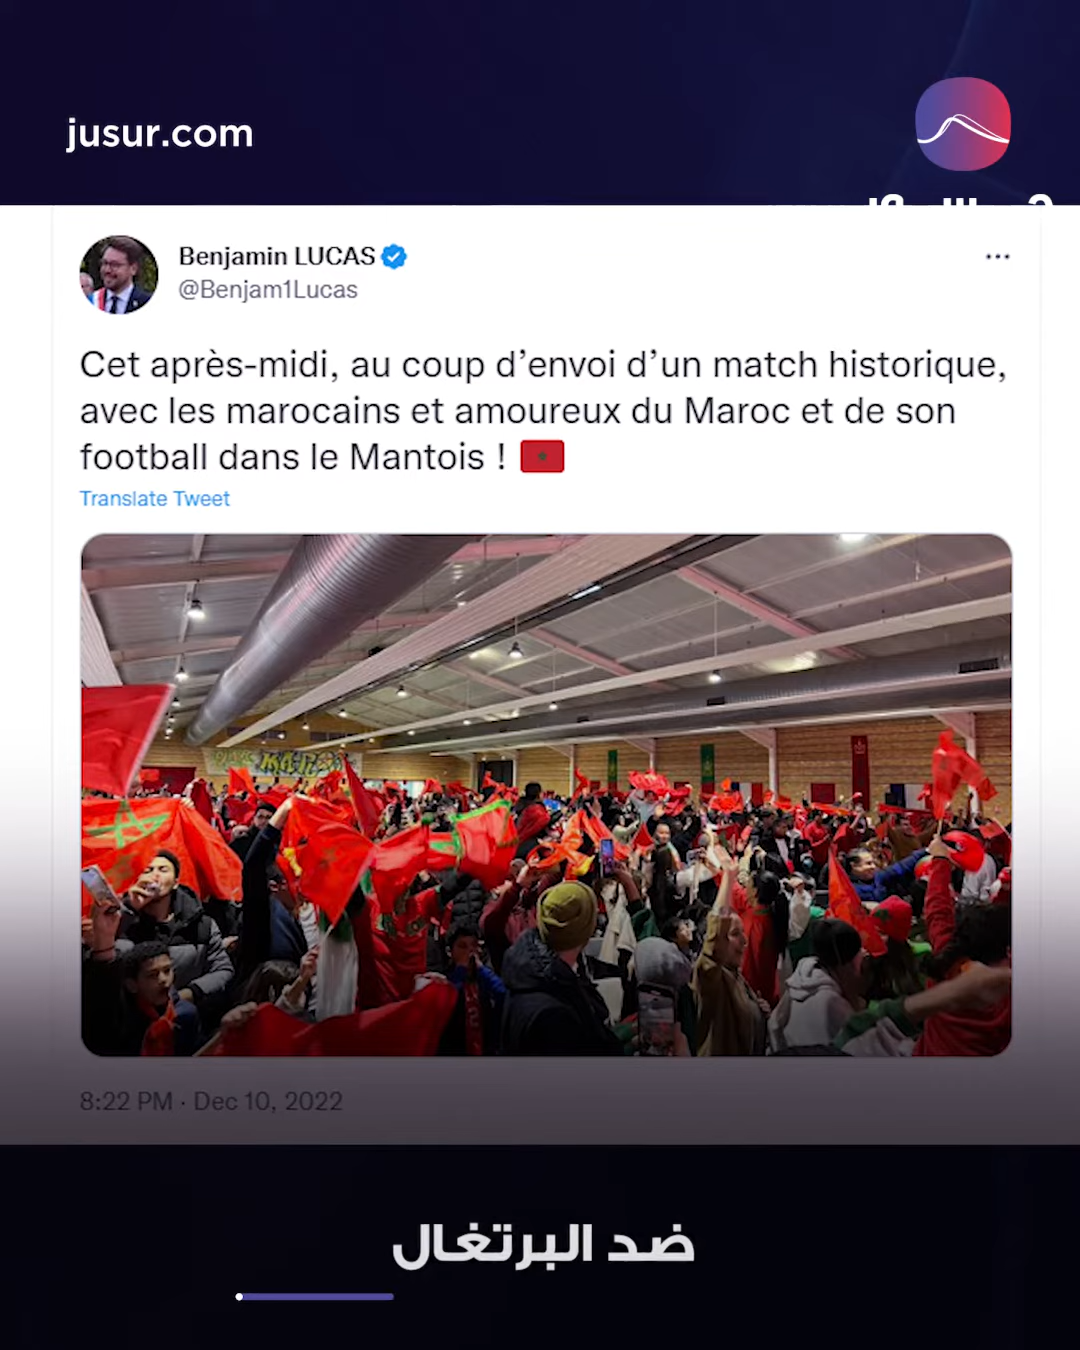 jusur.com
Benjamin LUCAS
@Benjam1Lucas
Cet après-midi, au coup d’envoi d’un match historique,
avec les marocains et amoureux du Maroc et de son
football dans le Mantois ! 🇲🇦
Translate Tweet
8:22 PM · Dec 10, 2022
ضد البرتغال